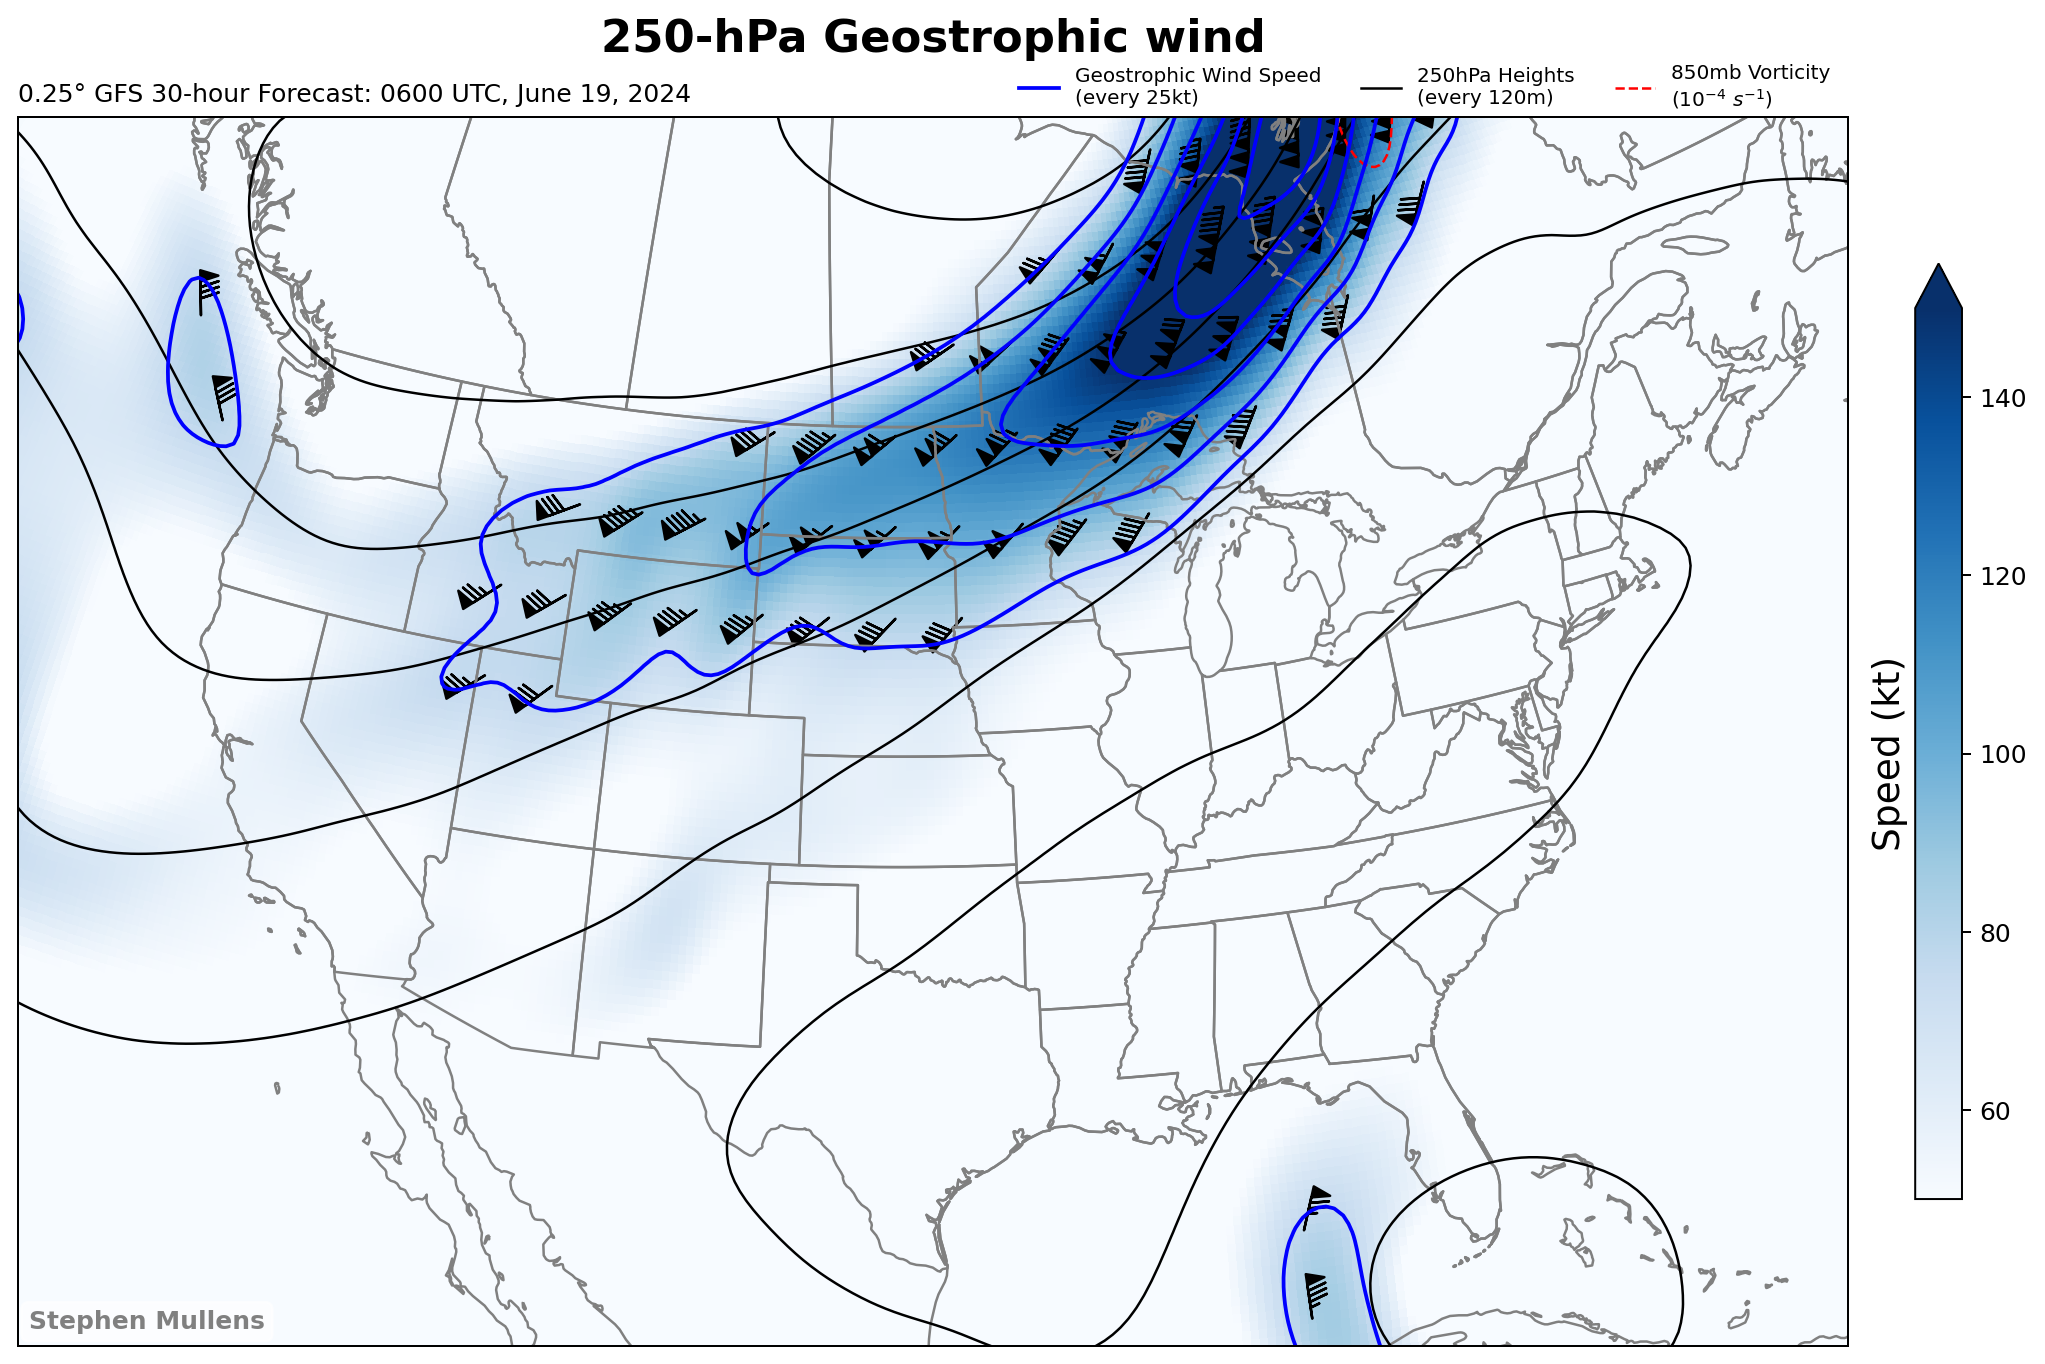 250-hPa Geostrophic wind
0.25° GFS 30-hour Forecast: 0600 UTC, June 19, 2024
Geostrophic Wind Speed
(every 25kt)
250hPa Heights
(every 120m)
850mb Vorticity
(10⁻⁴ s⁻¹)
140
120
100
80
60
Speed (kt)
Stephen Mullens